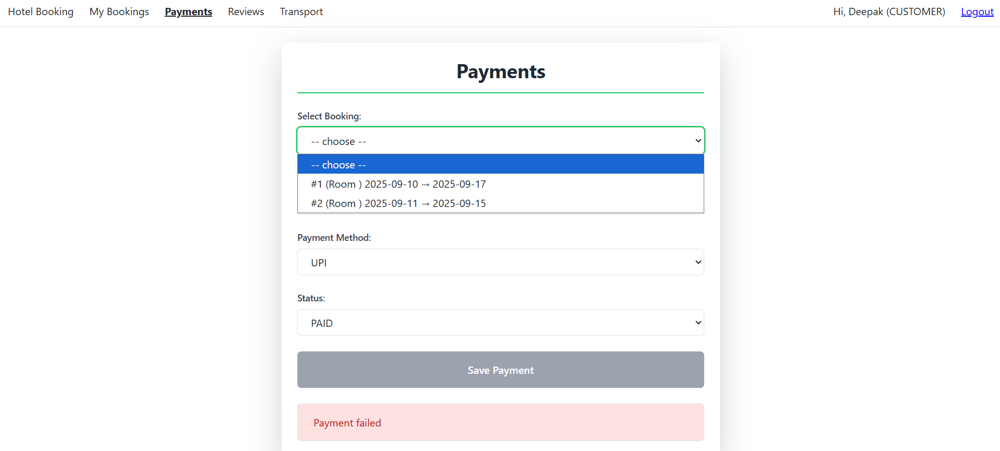 Hotel Booking My Bookings Payments Reviews Transport Hi, Deepak (CUSTOMER) Logout
Payments
Select Booking:
-- choose --
-- choose --
#1 (Room ) 2025-09-10 → 2025-09-17
#2 (Room ) 2025-09-11 → 2025-09-15
Payment Method:
UPI
Status:
PAID
Save Payment
Payment failed